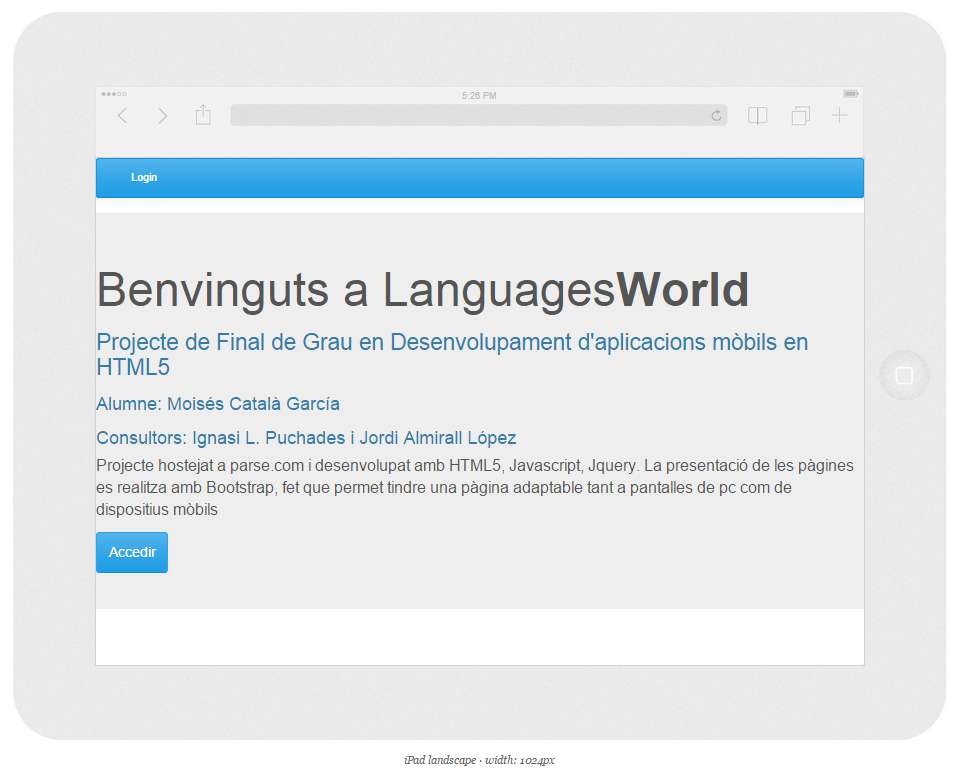 5:28 PM
Login
Benvinguts a LanguagesWorld
Projecte de Final de Grau en Desenvolupament d'aplicacions mòbils en
HTML5
Alumne: Moisés Català García
Consultors: Ignasi L. Puchades i Jordi Almirall López
Projecte hostejat a parse.com i desenvolupat amb HTML5, Javascript, Jquery. La presentació de les pàgines
es realitza amb Bootstrap, fet que permet tindre una pàgina adaptable tant a pantalles de pc com de
dispositius mòbils
Accedir
iPad landscape · width: 1024px